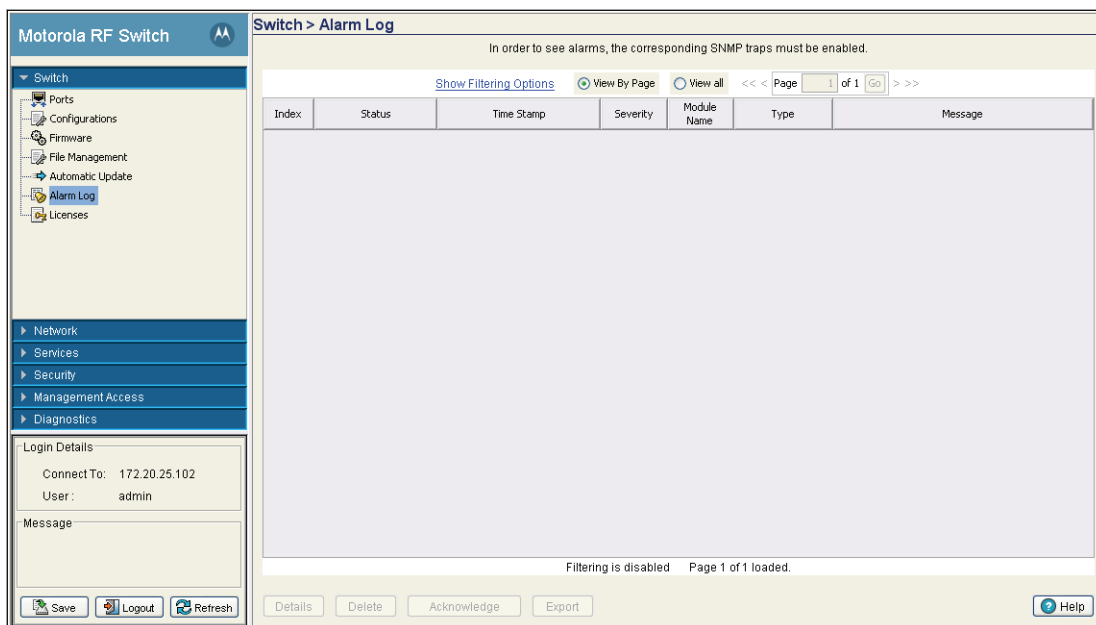 Motorola RF Switch
Switch
Ports
Configurations
Firmware
File Management
Automatic Update
Alarm Log
Licenses
Network
Services
Security
Management Access
Diagnostics
Login Details
Connect To: 172.20.25.102
User : admin
Message
Save Logout Refresh
Switch > Alarm Log
In order to see alarms, the corresponding SNMP traps must be enabled.
Show Filtering Options View By Page View all << < Page 1 of 1 Go > >>
Index Status Time Stamp Severity Module Name Type Message
Filtering is disabled Page 1 of 1 loaded.
Details Delete Acknowledge Export Help